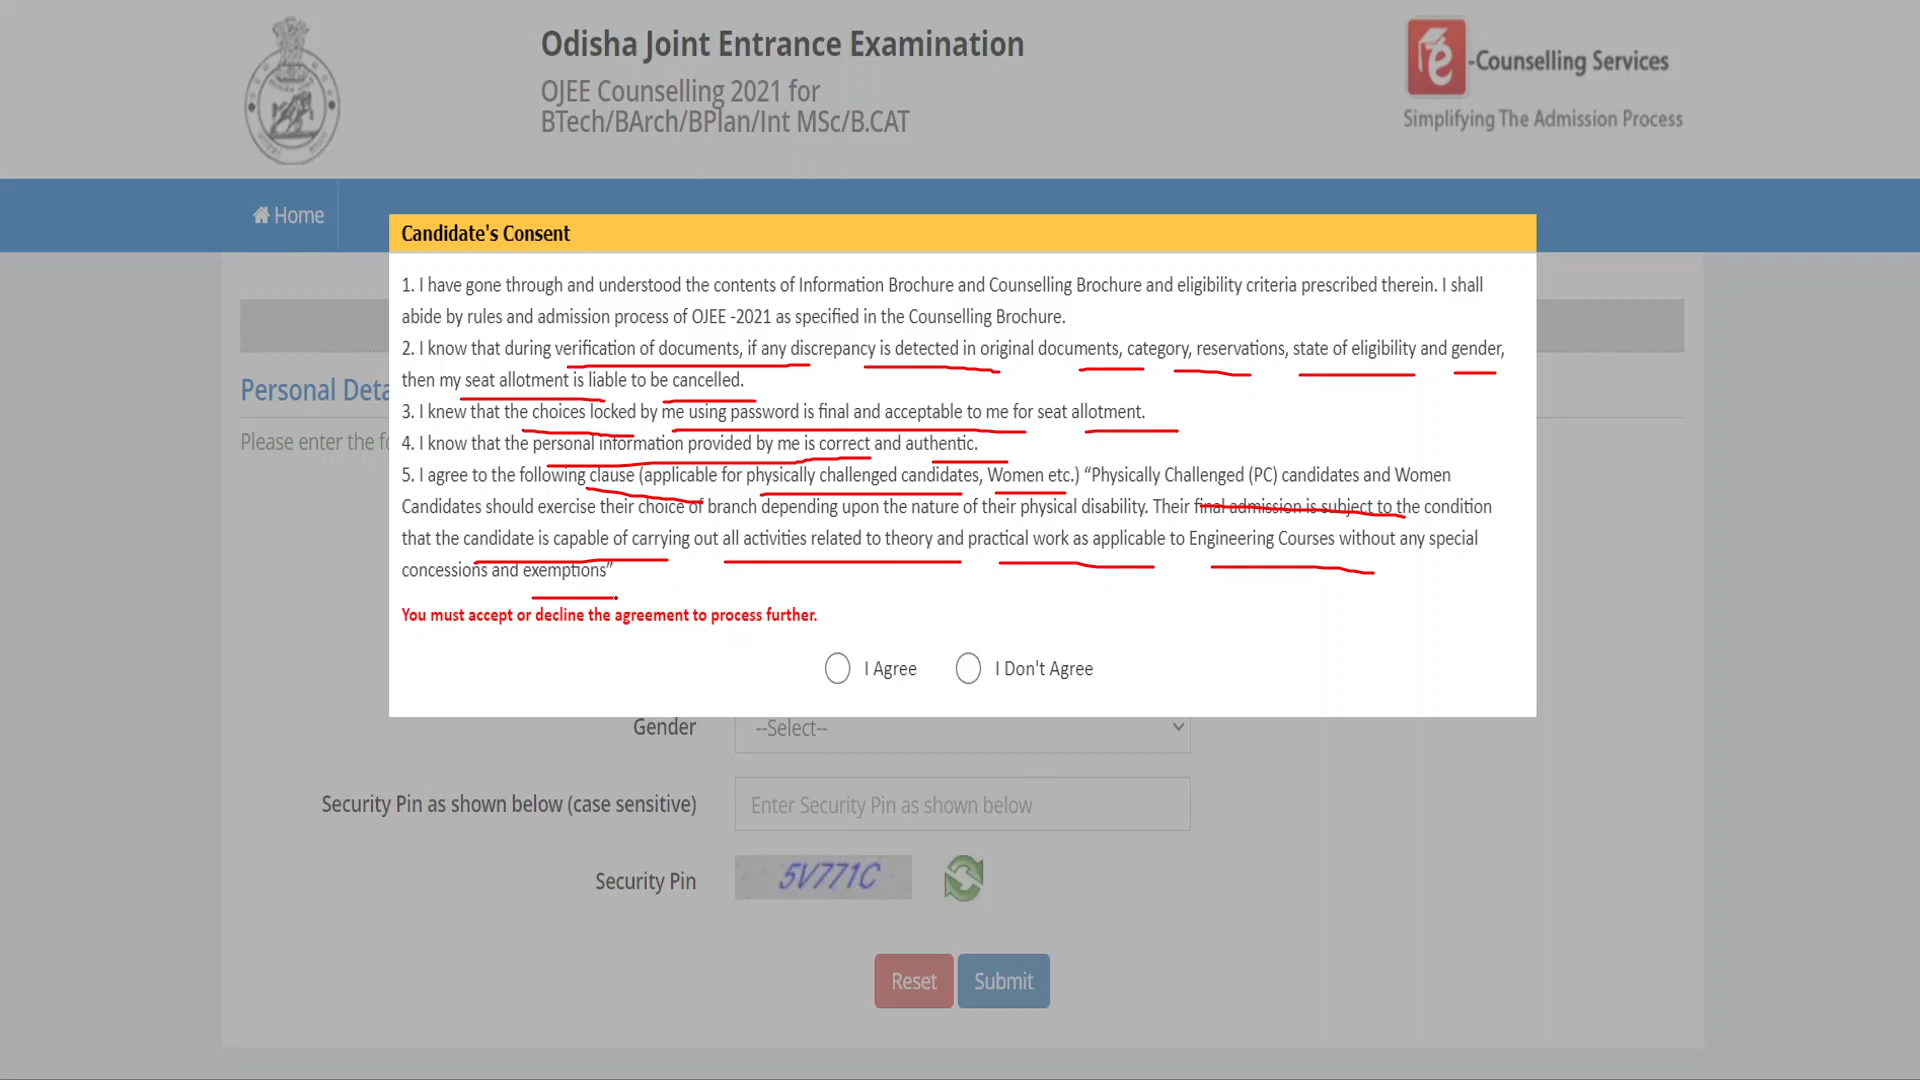 Odisha Joint Entrance Examination
OJEE Counselling 2021 for
BTech/BArch/BPlan/Int MSc/B.CAT
e-Counselling Services
Simplifying The Admission Process
Home
Candidate's Consent
1. I have gone through and understood the contents of Information Brochure and Counselling Brochure and eligibility criteria prescribed therein. I shall
abide by rules and admission process of OJEE -2021 as specified in the Counselling Brochure.
2. I know that during verification of documents, if any discrepancy is detected in original documents, category, reservations, state of eligibility and gender,
then my seat allotment is liable to be cancelled.
3. I knew that the choices locked by me using password is final and acceptable to me for seat allotment.
4. I know that the personal information provided by me is correct and authentic.
5. I agree to the following clause (applicable for physically challenged candidates, Women etc.) “Physically Challenged (PC) candidates and Women
Candidates should exercise their choice of branch depending upon the nature of their physical disability. Their final admission is subject to the condition
that the candidate is capable of carrying out all activities related to theory and practical work as applicable to Engineering Courses without any special
concessions and exemptions”
You must accept or decline the agreement to process further.
I Agree I Don't Agree
Personal Deta
Please enter the fo
Gender --Select--
Security Pin as shown below (case sensitive) Enter Security Pin as shown below
Security Pin 5V771C
Reset Submit